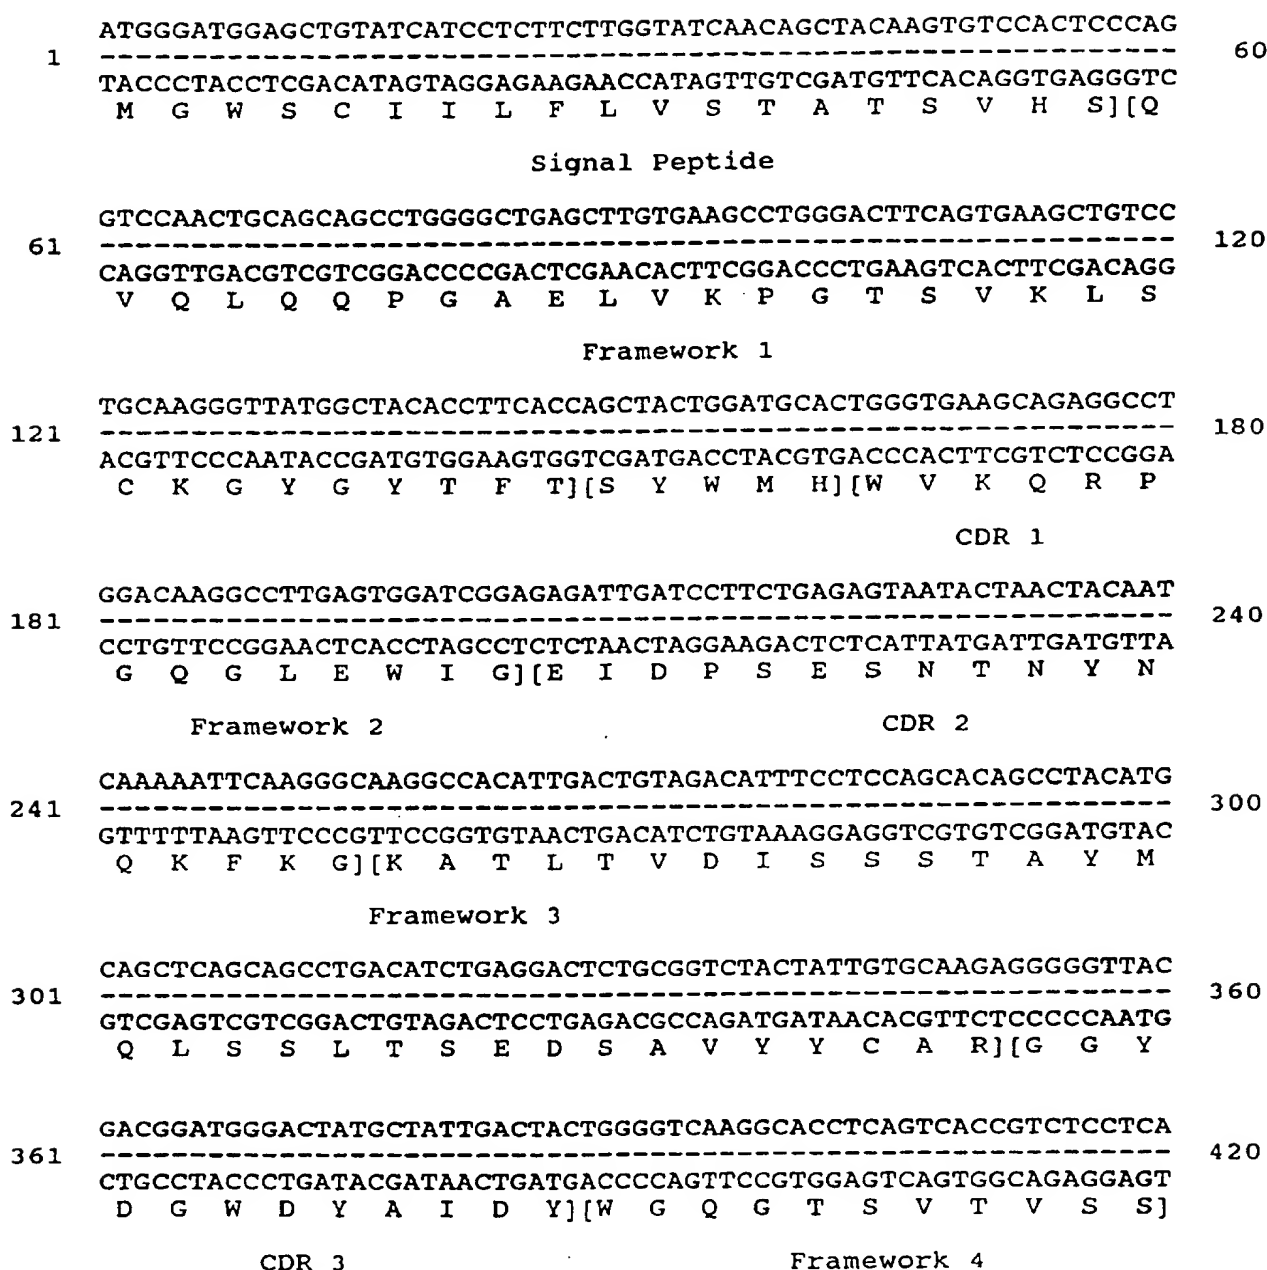 ATGGGATGGAGCTGTATCATCCTCTTCTTGGTATCAACAGCTACAAGTGTCCACTCCCAG
1 ------------------------------------------------------------ 60
TACCCTACCTCGACATAGTAGGAGAAGAACCATAGTTGTCGATGTTCACAGGTGAGGGTC
M G W S C I I L F L V S T A T S V H S][Q
Signal Peptide
GTCCAACTGCAGCAGCCTGGGGCTGAGCTTGTGAAGCCTGGGACTTCAGTGAAGCTGTCC
61 ------------------------------------------------------------ 120
CAGGTTGACGTCGTCGGACCCCGACTCGAACACTTCGGACCCTGAAGTCACTTCGACAGG
V Q L Q Q P G A E L V K P G T S V K L S
Framework 1
TGCAAGGGTTATGGCTACACCTTCACCAGCTACTGGATGCACTGGGTGAAGCAGAGGCCT
121 ------------------------------------------------------------ 180
ACGTTCCCAATACCGATGTGGAAGTGGTCGATGACCTACGTGACCCACTTCGTCTCCGGA
C K G Y G Y T F T][S Y W M H][W V K Q R P
CDR 1
GGACAAGGCCTTGAGTGGATCGGAGAGATTGATCCTTCTGAGAGTAATACTAACTACAAT
181 ------------------------------------------------------------ 240
CCTGTTCCGGAACTCACCTAGCCTCTCTAACTAGGAAGACTCTCATTATGATTGATGTTA
G Q G L E W I G][E I D P S E S N T N Y N
Framework 2 CDR 2
CAAAAATTCAAGGGCAAGGCCACATTGACTGTAGACATTTCCTCCAGCACAGCCTACATG
241 ------------------------------------------------------------ 300
GTTTTTAAGTTCCCGTTCCGGTGTAACTGACATCTGTAAAGGAGGTCGTGTCGGATGTAC
Q K F K G][K A T L T V D I S S S T A Y M
Framework 3
CAGCTCAGCAGCCTGACATCTGAGGACTCTGCGGTCTACTATTGTGCAAGAGGGGGTTAC
301 ------------------------------------------------------------ 360
GTCGAGTCGTCGGACTGTAGACTCCTGAGACGCCAGATGATAACACGTTCTCCCCCAATG
Q L S S L T S E D S A V Y Y C A R][G G Y
GACGGATGGGACTATGCTATTGACTACTGGGGTCAAGGCACCTCAGTCACCGTCTCCTCA
361 ------------------------------------------------------------ 420
CTGCCTACCCTGATACGATAACTGATGACCCCAGTTCCGTGGAGTCAGTGGCAGAGGAGT
D G W D Y A I D Y][W G Q G T S V T V S S]
CDR 3 Framework 4